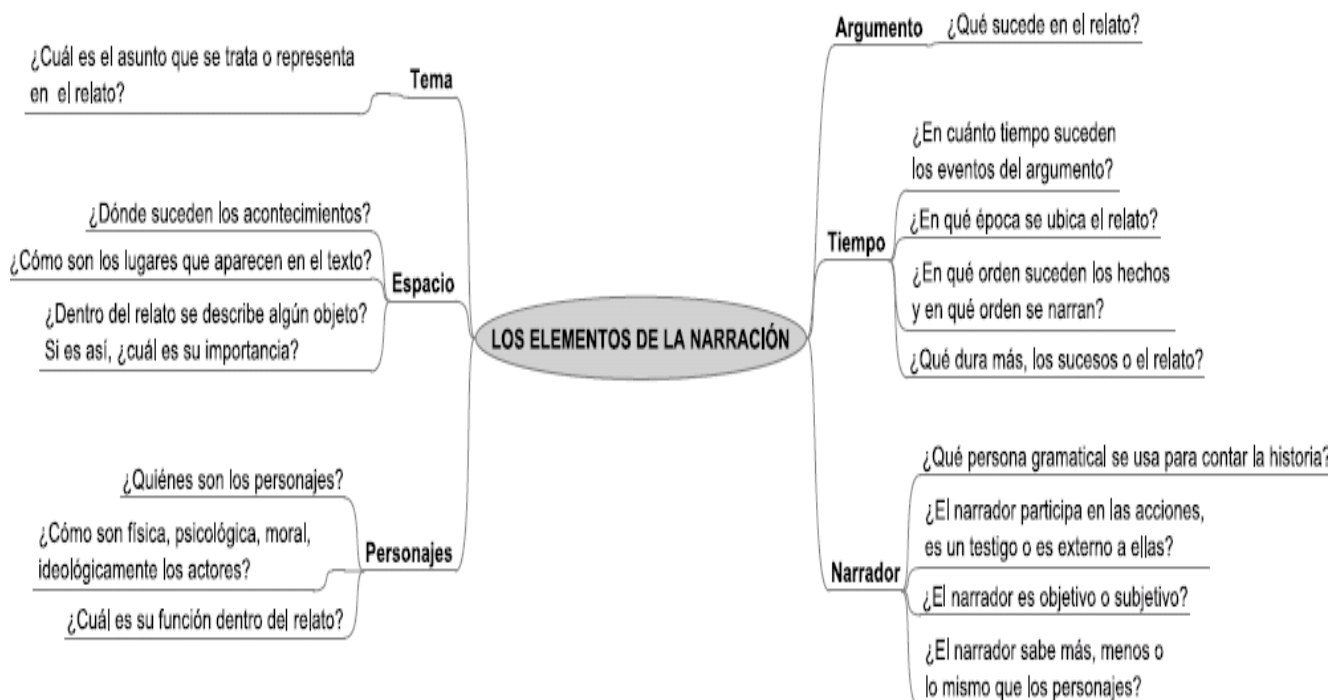 ¿Cuál es el asunto que se trata o representa
en el relato?
Tema
¿Dónde suceden los acontecimientos?
¿Cómo son los lugares que aparecen en el texto?
¿Dentro del relato se describe algún objeto?
Si es así, ¿cuál es su importancia?
Espacio
¿Quiénes son los personajes?
¿Cómo son física, psicológica, moral,
ideológicamente los actores?
¿Cuál es su función dentro del relato?
Personajes
LOS ELEMENTOS DE LA NARRACIÓN
Argumento
¿Qué sucede en el relato?
Tiempo
¿En cuánto tiempo suceden
los eventos del argumento?
¿En qué época se ubica el relato?
¿En qué orden suceden los hechos
y en qué orden se narran?
¿Qué dura más, los sucesos o el relato?
Narrador
¿Qué persona gramatical se usa para contar la historia?
¿El narrador participa en las acciones,
es un testigo o es externo a ellas?
¿El narrador es objetivo o subjetivo?
¿El narrador sabe más, menos o
lo mismo que los personajes?